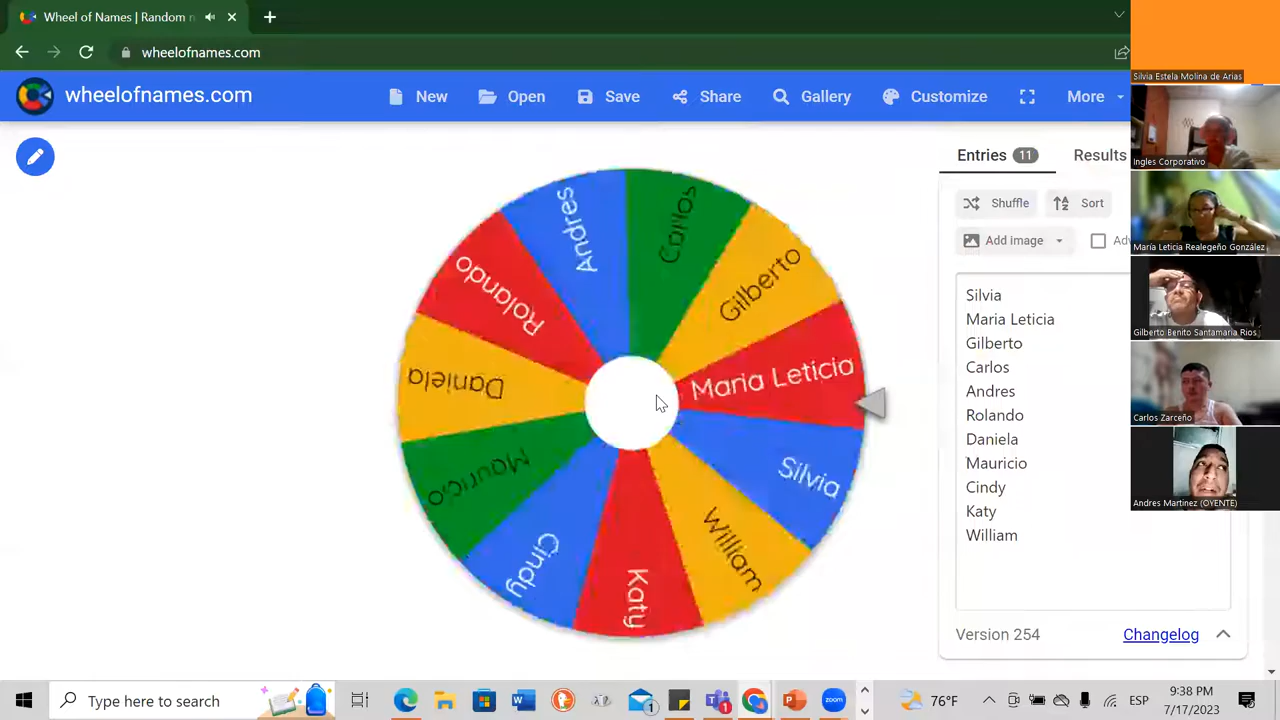 Wheel of Names | Random n
wheelofnames.com
wheelofnames.com
New
Open
Save
Share
Gallery
Customize
More
Entries 11
Results
Shuffle
Sort
Add image
Silvia
Maria Leticia
Gilberto
Carlos
Andres
Rolando
Daniela
Mauricio
Cindy
Katy
William
Version 254
Changelog
Andres
Carlos
Gilberto
Maria Leticia
Silvia
William
Katy
Cindy
Mauricio
Daniela
Rolando
Silvia Estela Molina de Arias
Ingles Corporativo
María Leticia Realegeño González
Gilberto Benito Santamaria Rios
Carlos Zarceño
Andres Martinez (OYENTE)
Type here to search
1
1
zoom
76°F
ESP
9:38 PM
7/17/2023